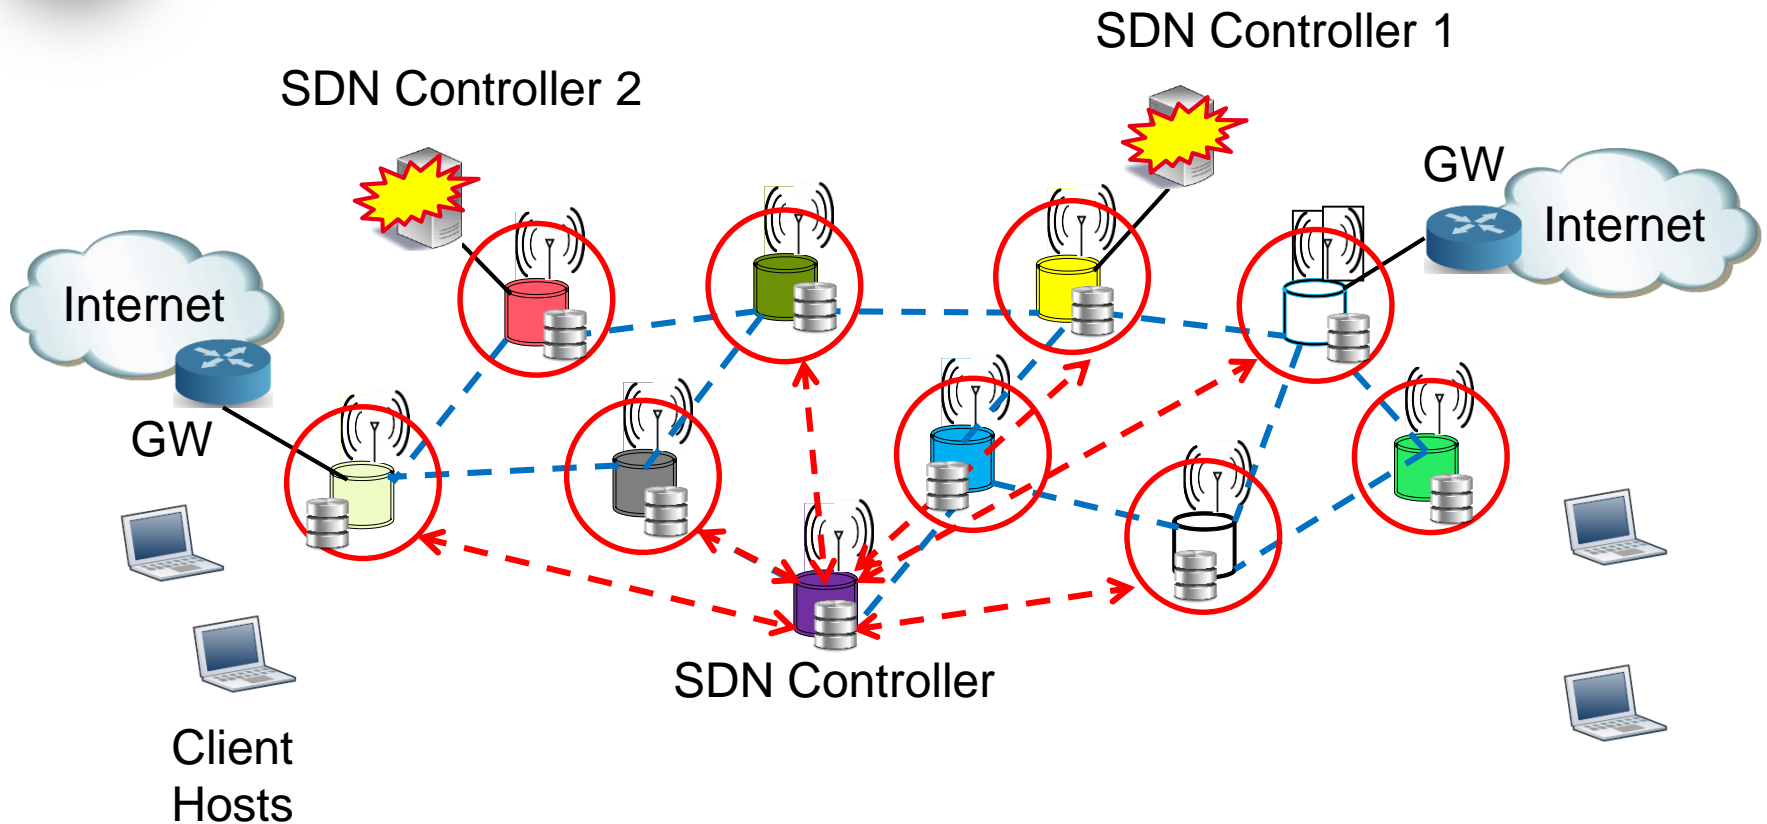 SDN Controller 1
SDN Controller 2
GW
Internet
Internet
GW
SDN Controller
Client
Hosts